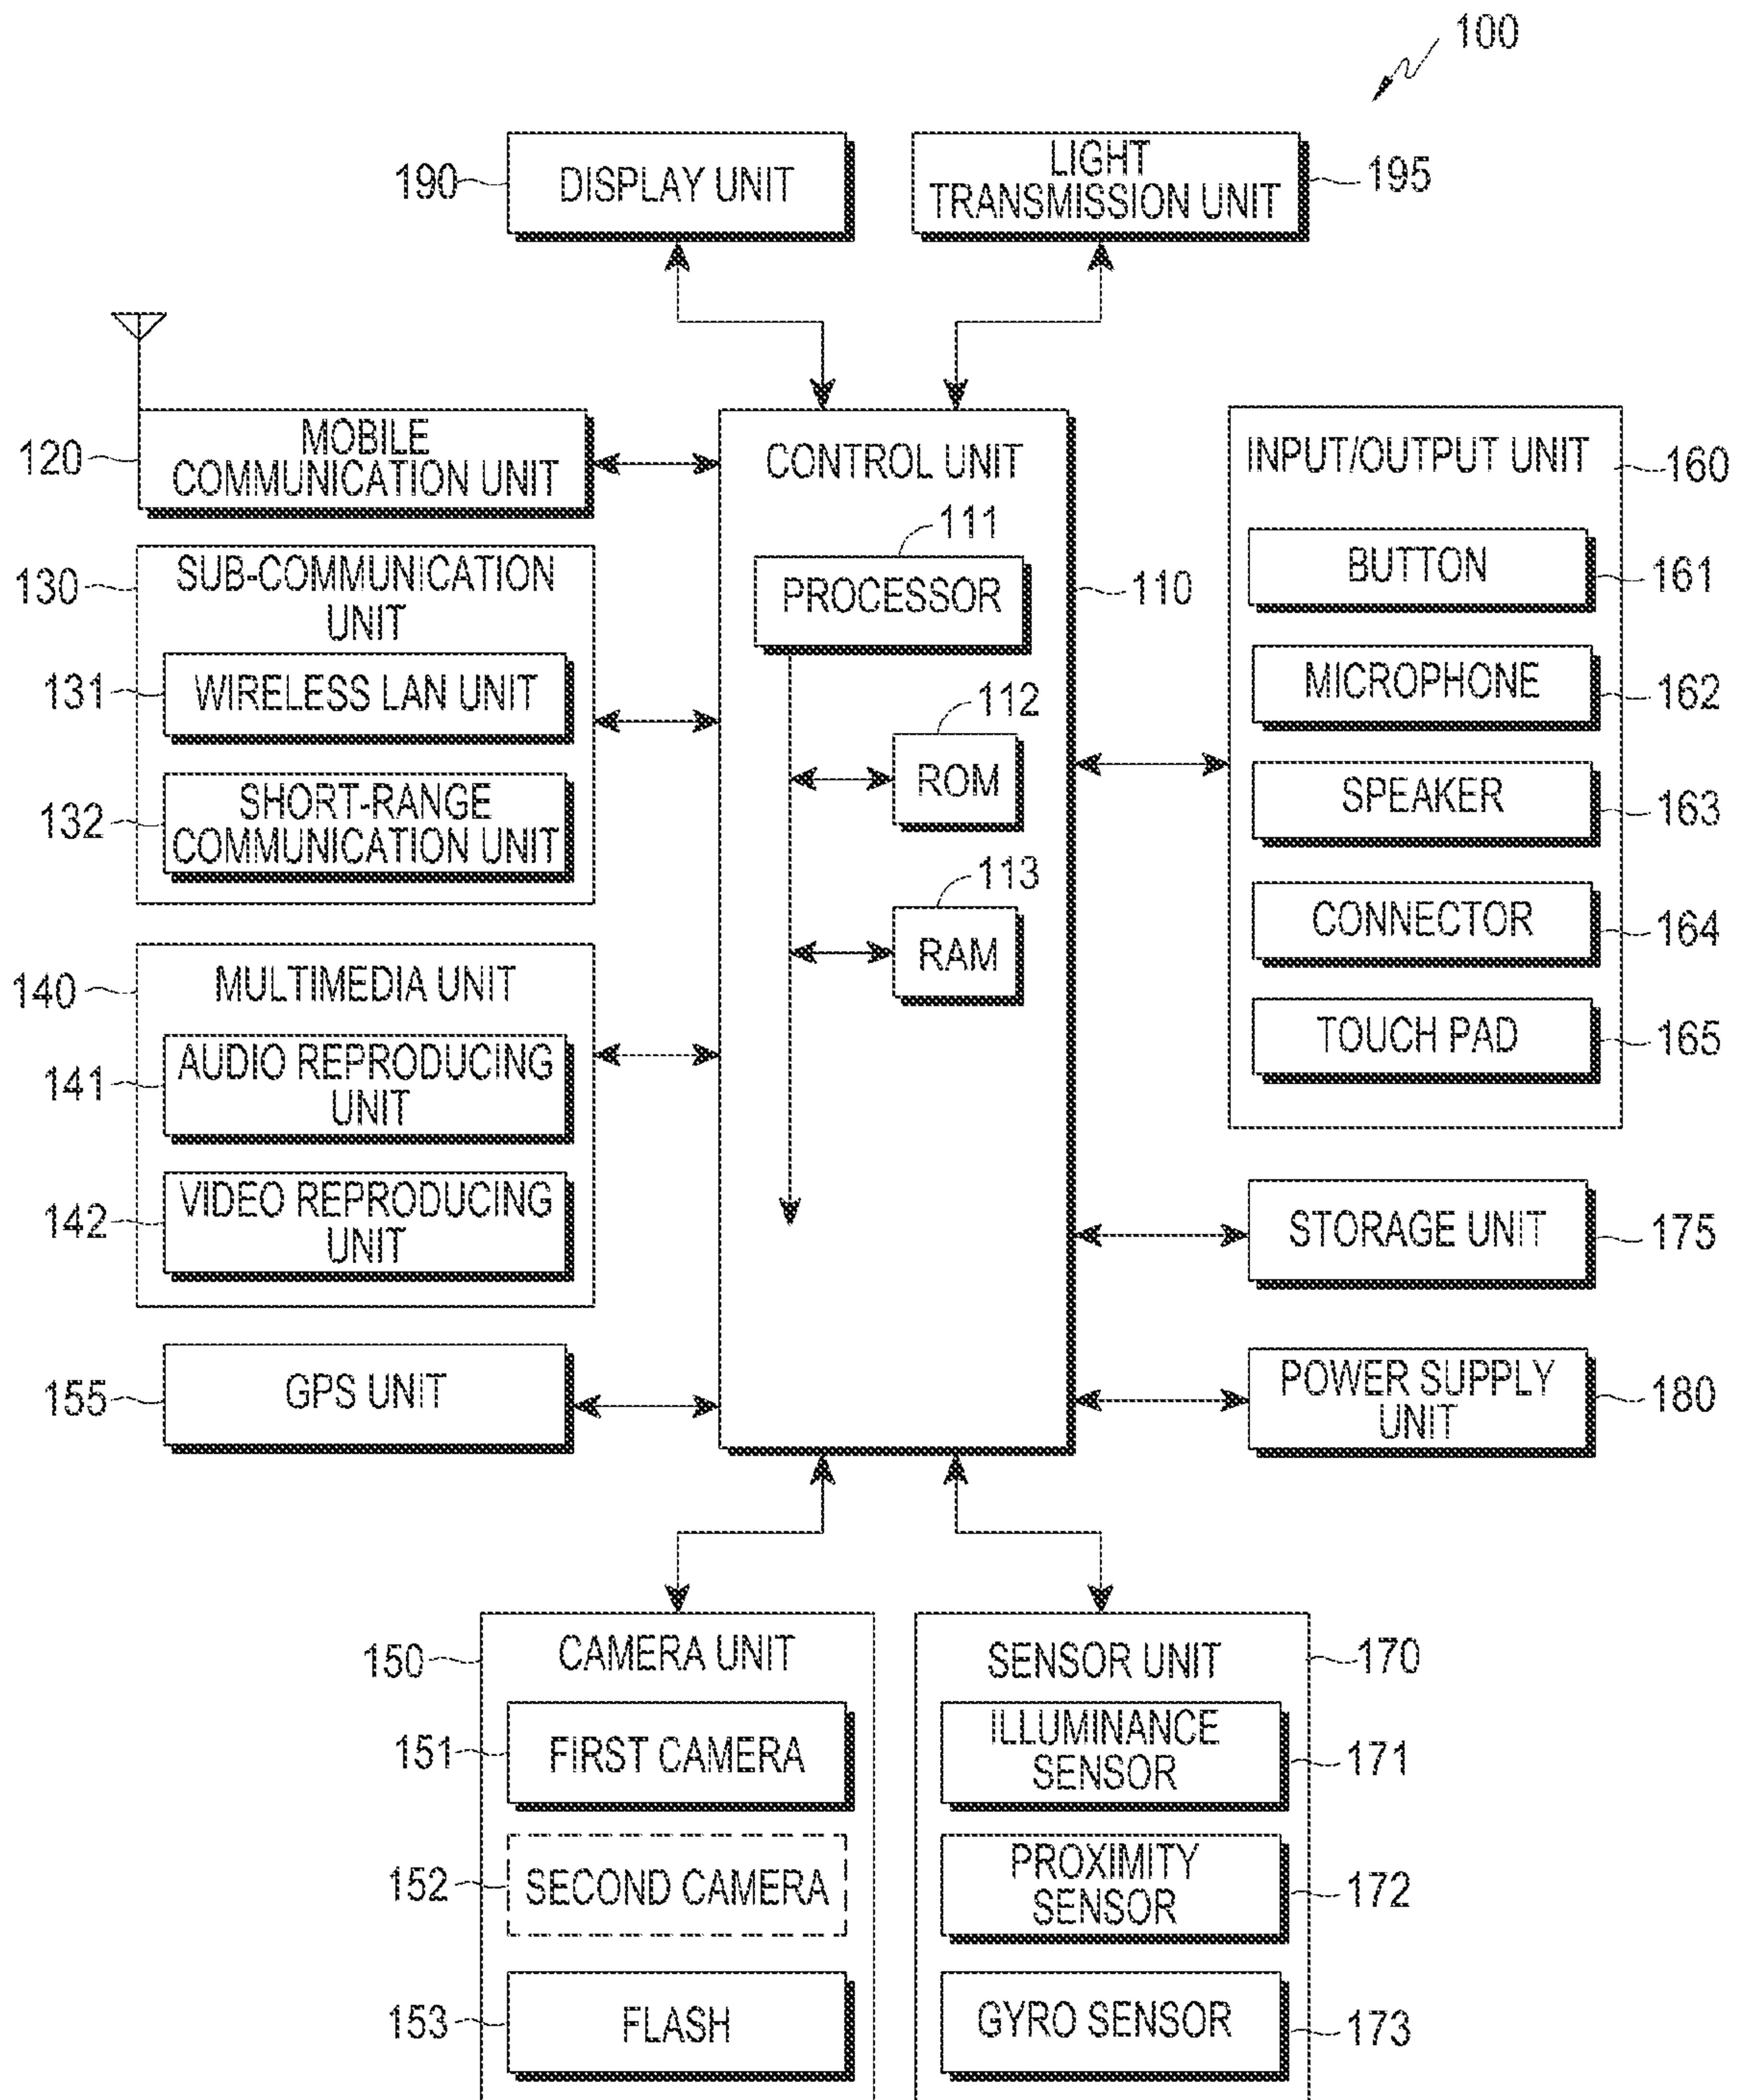 100
190
DISPLAY UNIT
LIGHT
TRANSMISSION UNIT
195
120
MOBILE
COMMUNICATION UNIT
130
SUB-COMMUNICATION
UNIT
131
WIRELESS LAN UNIT
132
SHORT-RANGE
COMMUNICATION UNIT
140
MULTIMEDIA UNIT
141
AUDIO REPRODUCING
UNIT
142
VIDEO REPRODUCING
UNIT
155
GPS UNIT
CONTROL UNIT
110
111
PROCESSOR
112
ROM
113
RAM
INPUT/OUTPUT UNIT
160
BUTTON
161
MICROPHONE
162
SPEAKER
163
CONNECTOR
164
TOUCH PAD
165
STORAGE UNIT
175
POWER SUPPLY
UNIT
180
150
CAMERA UNIT
151
FIRST CAMERA
152
SECOND CAMERA
153
FLASH
SENSOR UNIT
170
ILLUMINANCE
SENSOR
171
PROXIMITY
SENSOR
172
GYRO SENSOR
173